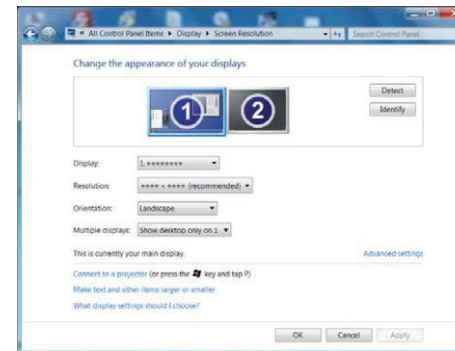 All Control Panel Items ▸ Display ▸ Screen Resolution
Search Control Panel
Change the appearance of your displays
1 2
Detect
Identify
Display: 1. ********
Resolution: **** × **** (recommended)
Orientation: Landscape
Multiple displays: Show desktop only on 1
This is currently your main display.
Advanced settings
Connect to a projector (or press the key and tap P)
Make text and other items larger or smaller
What display settings should I choose?
OK Cancel Apply